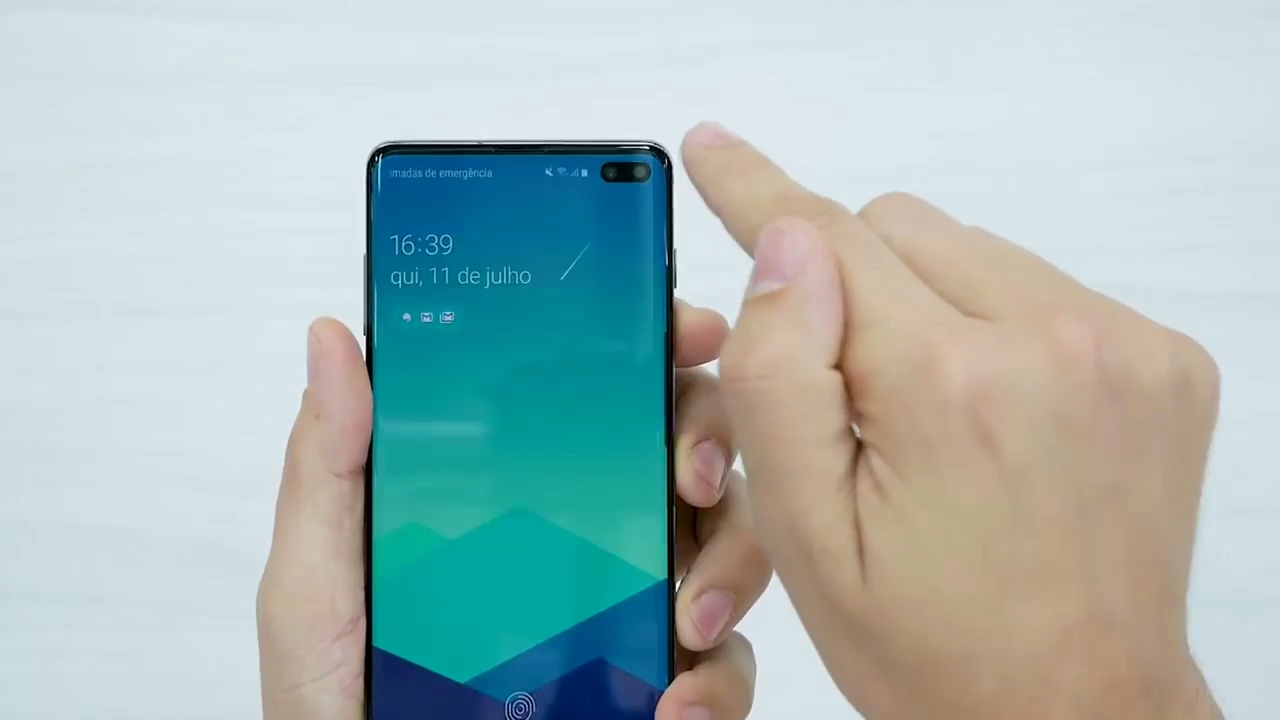 imadas de emergência
16:39
qui, 11 de julho